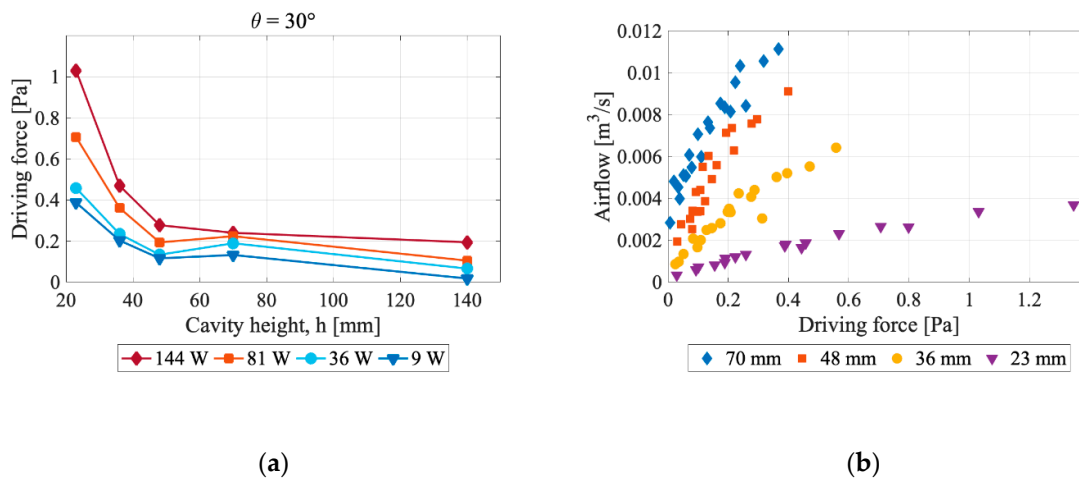 θ = 30°
Driving force [Pa]
1
0.8
0.6
0.4
0.2
0
20 40 60 80 100 120 140
Cavity height, h [mm]
144 W 81 W 36 W 9 W
(a)
Airflow [m³/s]
0.012
0.01
0.008
0.006
0.004
0.002
0
0 0.2 0.4 0.6 0.8 1 1.2
Driving force [Pa]
70 mm 48 mm 36 mm 23 mm
(b)